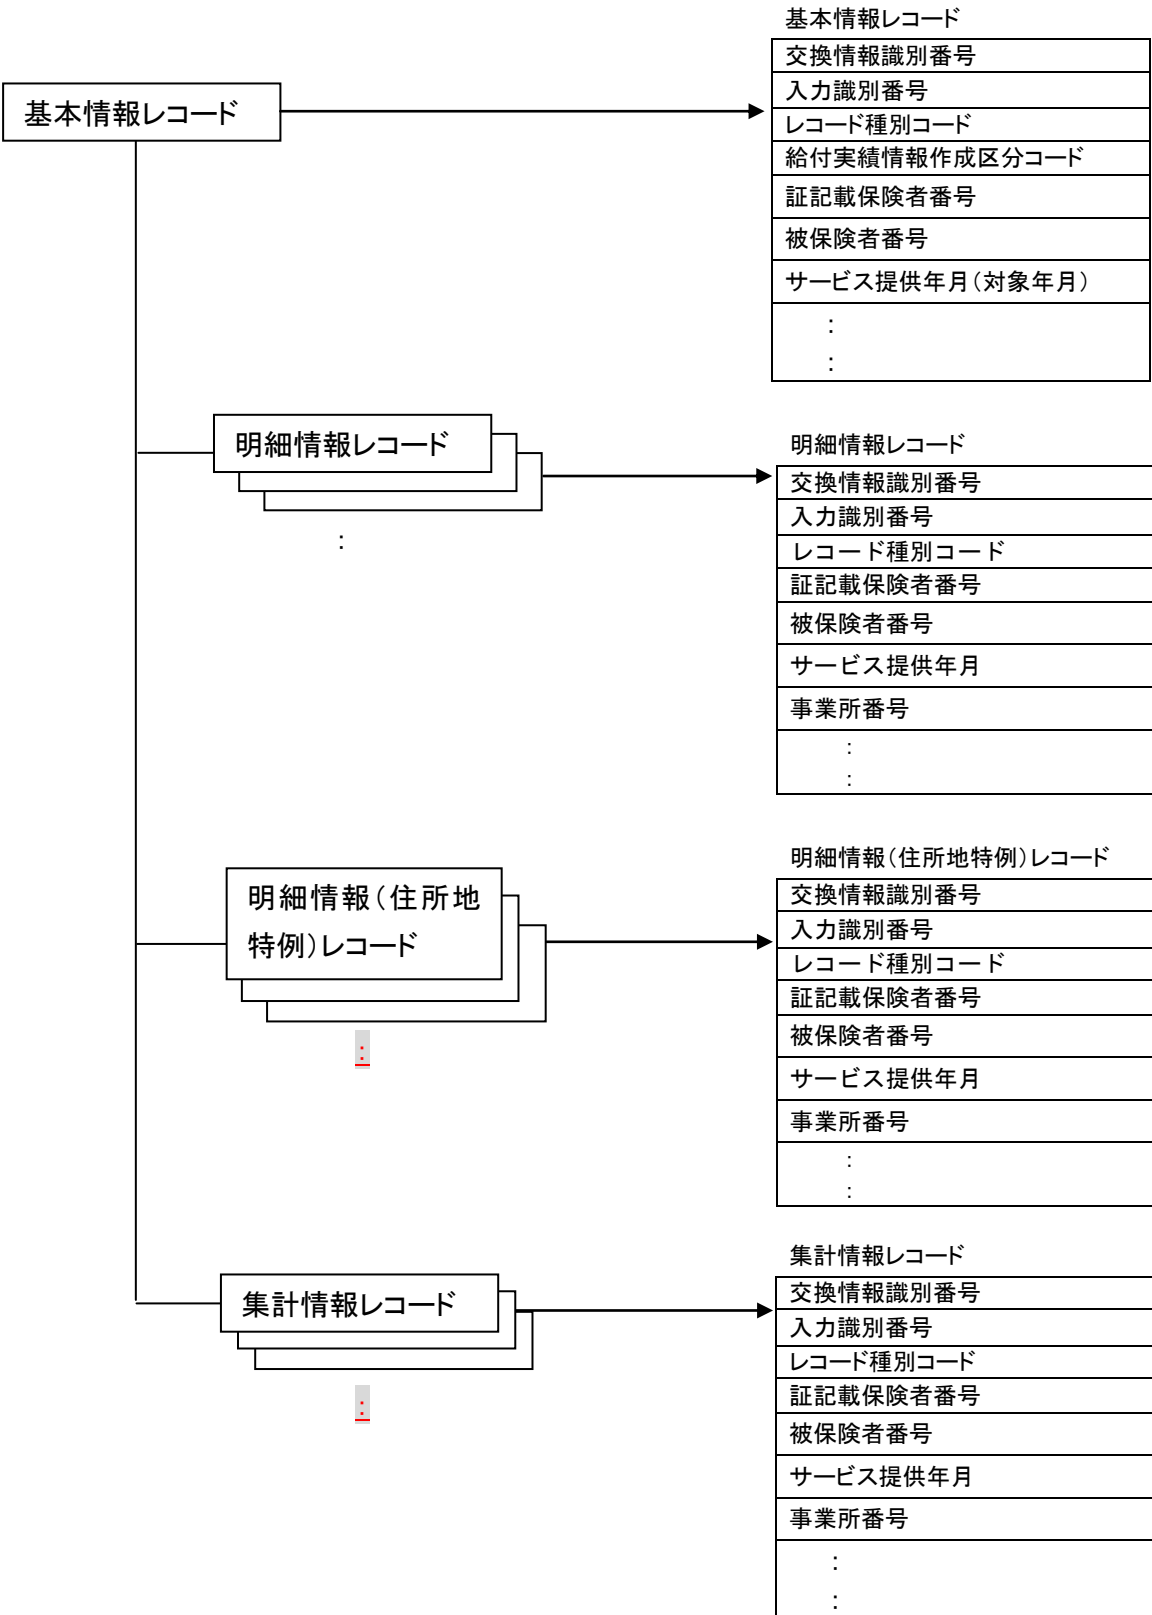 基本情報レコード
基本情報レコード
交換情報識別番号
入力識別番号
レコード種別コード
給付実績情報作成区分コード
証記載保険者番号
被保険者番号
サービス提供年月(対象年月)
:
:
明細情報レコード
:
明細情報レコード
交換情報識別番号
入力識別番号
レコード種別コード
証記載保険者番号
被保険者番号
サービス提供年月
事業所番号
:
:
明細情報(住所地
特例)レコード
:
明細情報(住所地特例)レコード
交換情報識別番号
入力識別番号
レコード種別コード
証記載保険者番号
被保険者番号
サービス提供年月
事業所番号
:
:
集計情報レコード
:
集計情報レコード
交換情報識別番号
入力識別番号
レコード種別コード
証記載保険者番号
被保険者番号
サービス提供年月
事業所番号
:
: